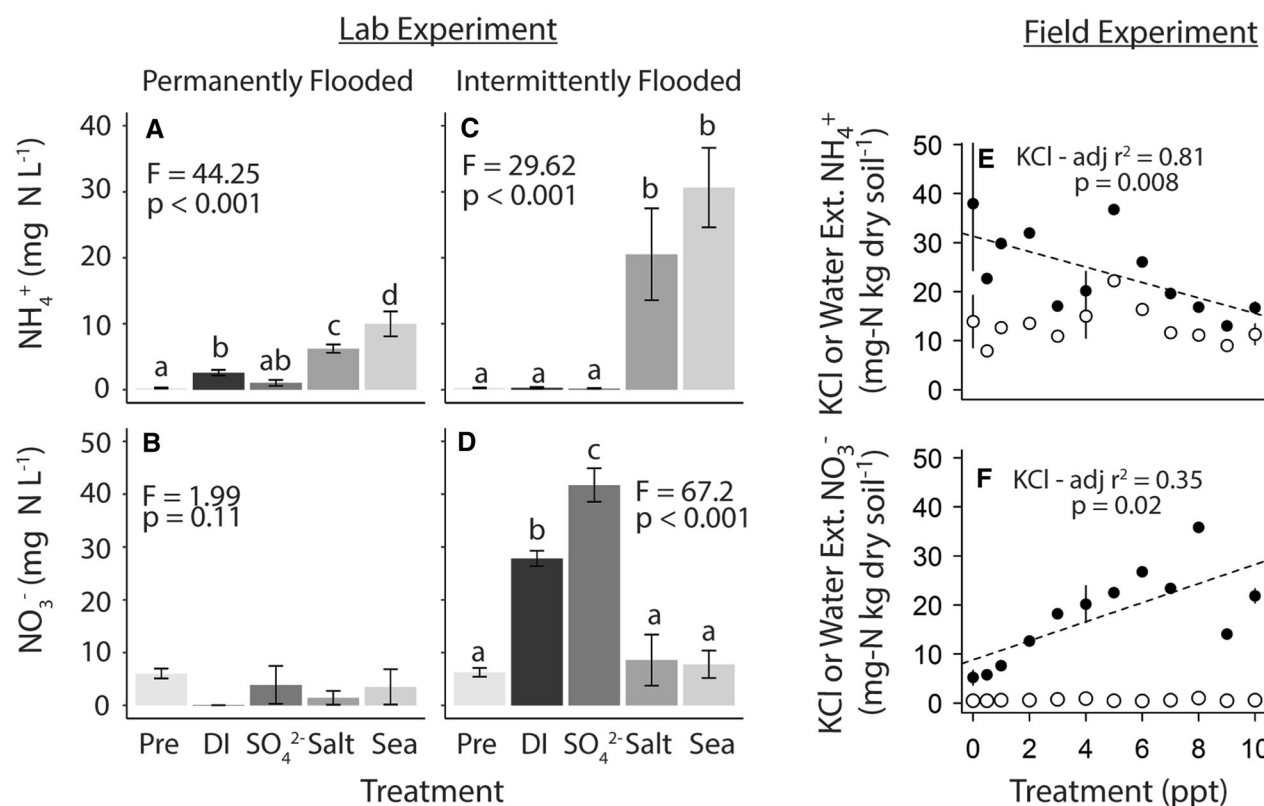 Lab Experiment
Field Experiment
Permanently Flooded
Intermittently Flooded
NH₄⁺ (mg N L⁻¹)
40
30
20
10
0
A
F = 44.25
p < 0.001
a
b
ab
c
d
C
F = 29.62
p < 0.001
a
a
a
b
b
KCl or Water Ext. NH₄⁺
(mg-N kg dry soil⁻¹)
50
40
30
20
10
0
E
KCl - adj r² = 0.81
p = 0.008
NO₃⁻ (mg N L⁻¹)
50
40
30
20
10
0
B
F = 1.99
p = 0.11
D
F = 67.2
p < 0.001
a
b
c
a
a
Pre
DI
SO₄²⁻
Salt
Sea
Pre
DI
SO₄²⁻
Salt
Sea
Treatment
KCl or Water Ext. NO₃⁻
(mg-N kg dry soil⁻¹)
50
40
30
20
10
0
F
KCl - adj r² = 0.35
p = 0.02
0
2
4
6
8
10
Treatment (ppt)